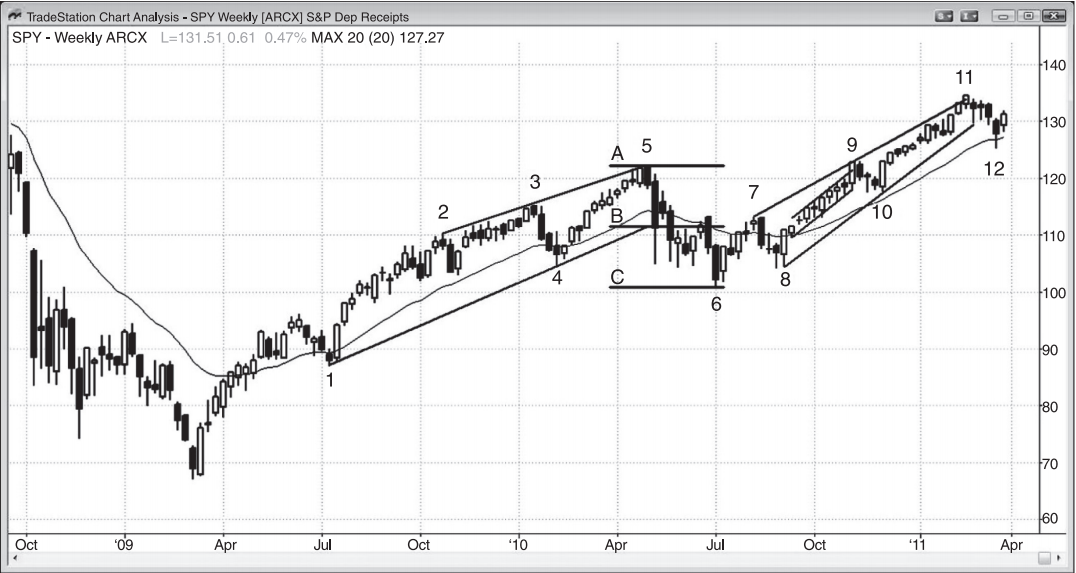 TradeStation Chart Analysis - SPY Weekly [ARCX] S&P Dep Receipts
SPY - Weekly ARCX L=131.51 0.61 0.47% MAX 20 (20) 127.27
140
11
130
A 5 9
12
120
3 7
2 10
B
110
4 C 8
100
6
90
1
80
70
60
Oct '09 Apr Jul Oct '10 Apr Jul Oct '11 Apr